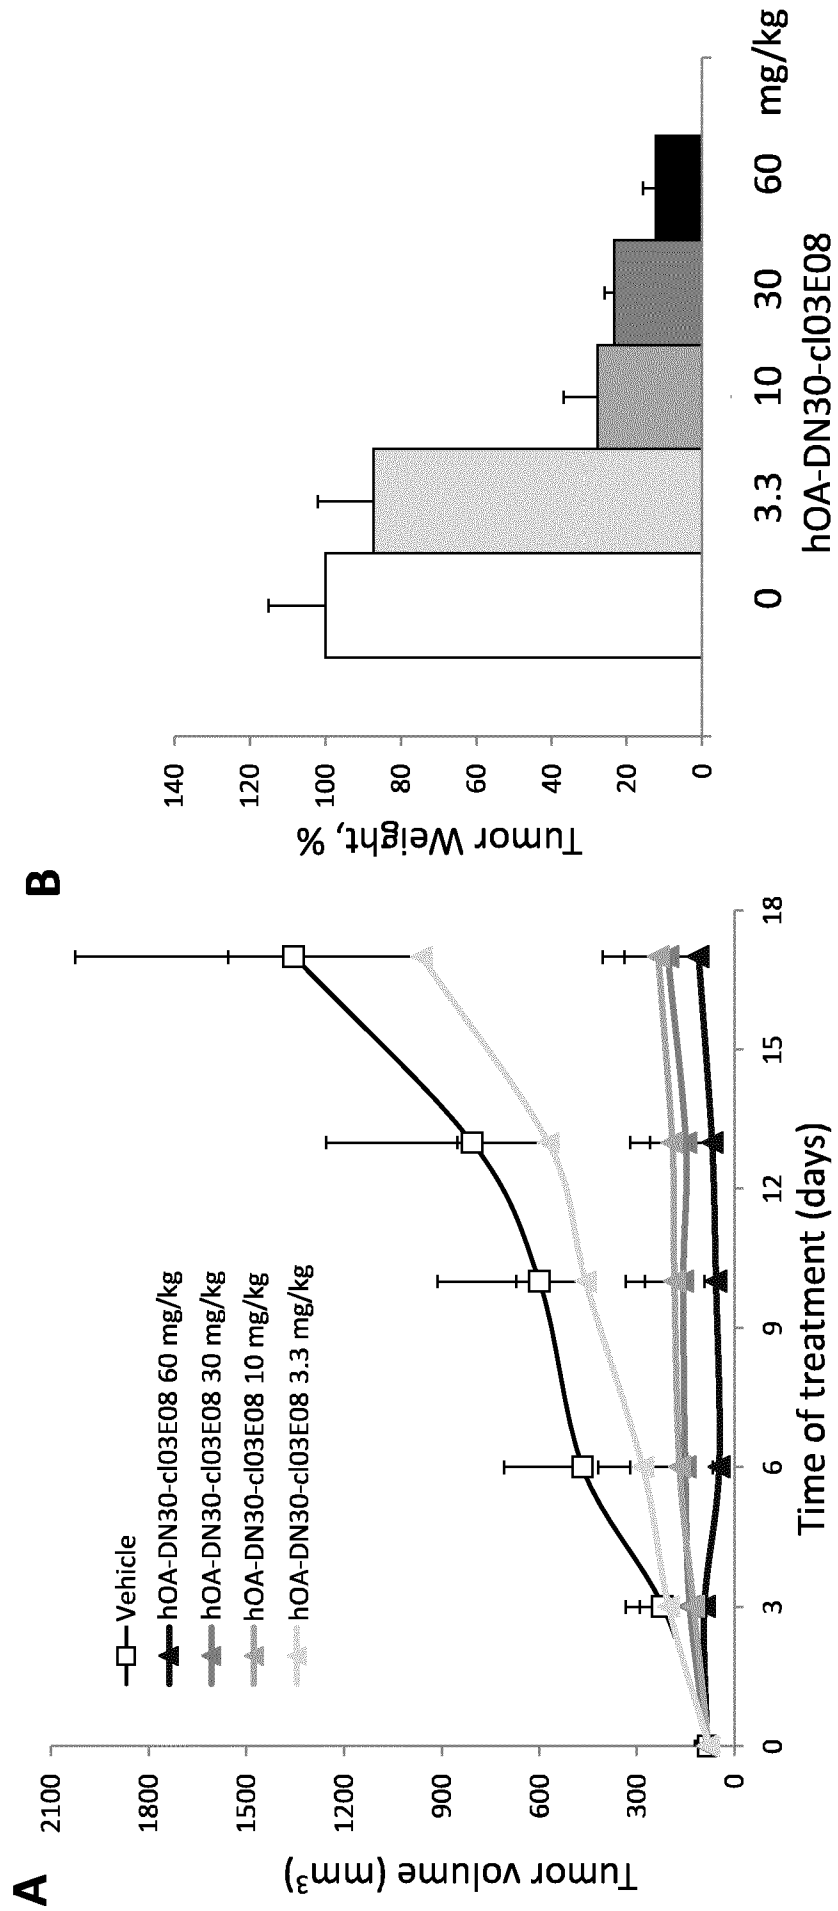 A
Tumor volume (mm³)
2100
1800
1500
1200
900
600
300
0
Vehicle
hOA-DN30-cl03E08 60 mg/kg
hOA-DN30-cl03E08 30 mg/kg
hOA-DN30-cl03E08 10 mg/kg
hOA-DN30-cl03E08 3.3 mg/kg
0 3 6 9 12 15 18
Time of treatment (days)
B
Tumor Weight, %
140
120
100
80
60
40
20
0
0 3.3 10 30 60 mg/kg
hOA-DN30-cl03E08